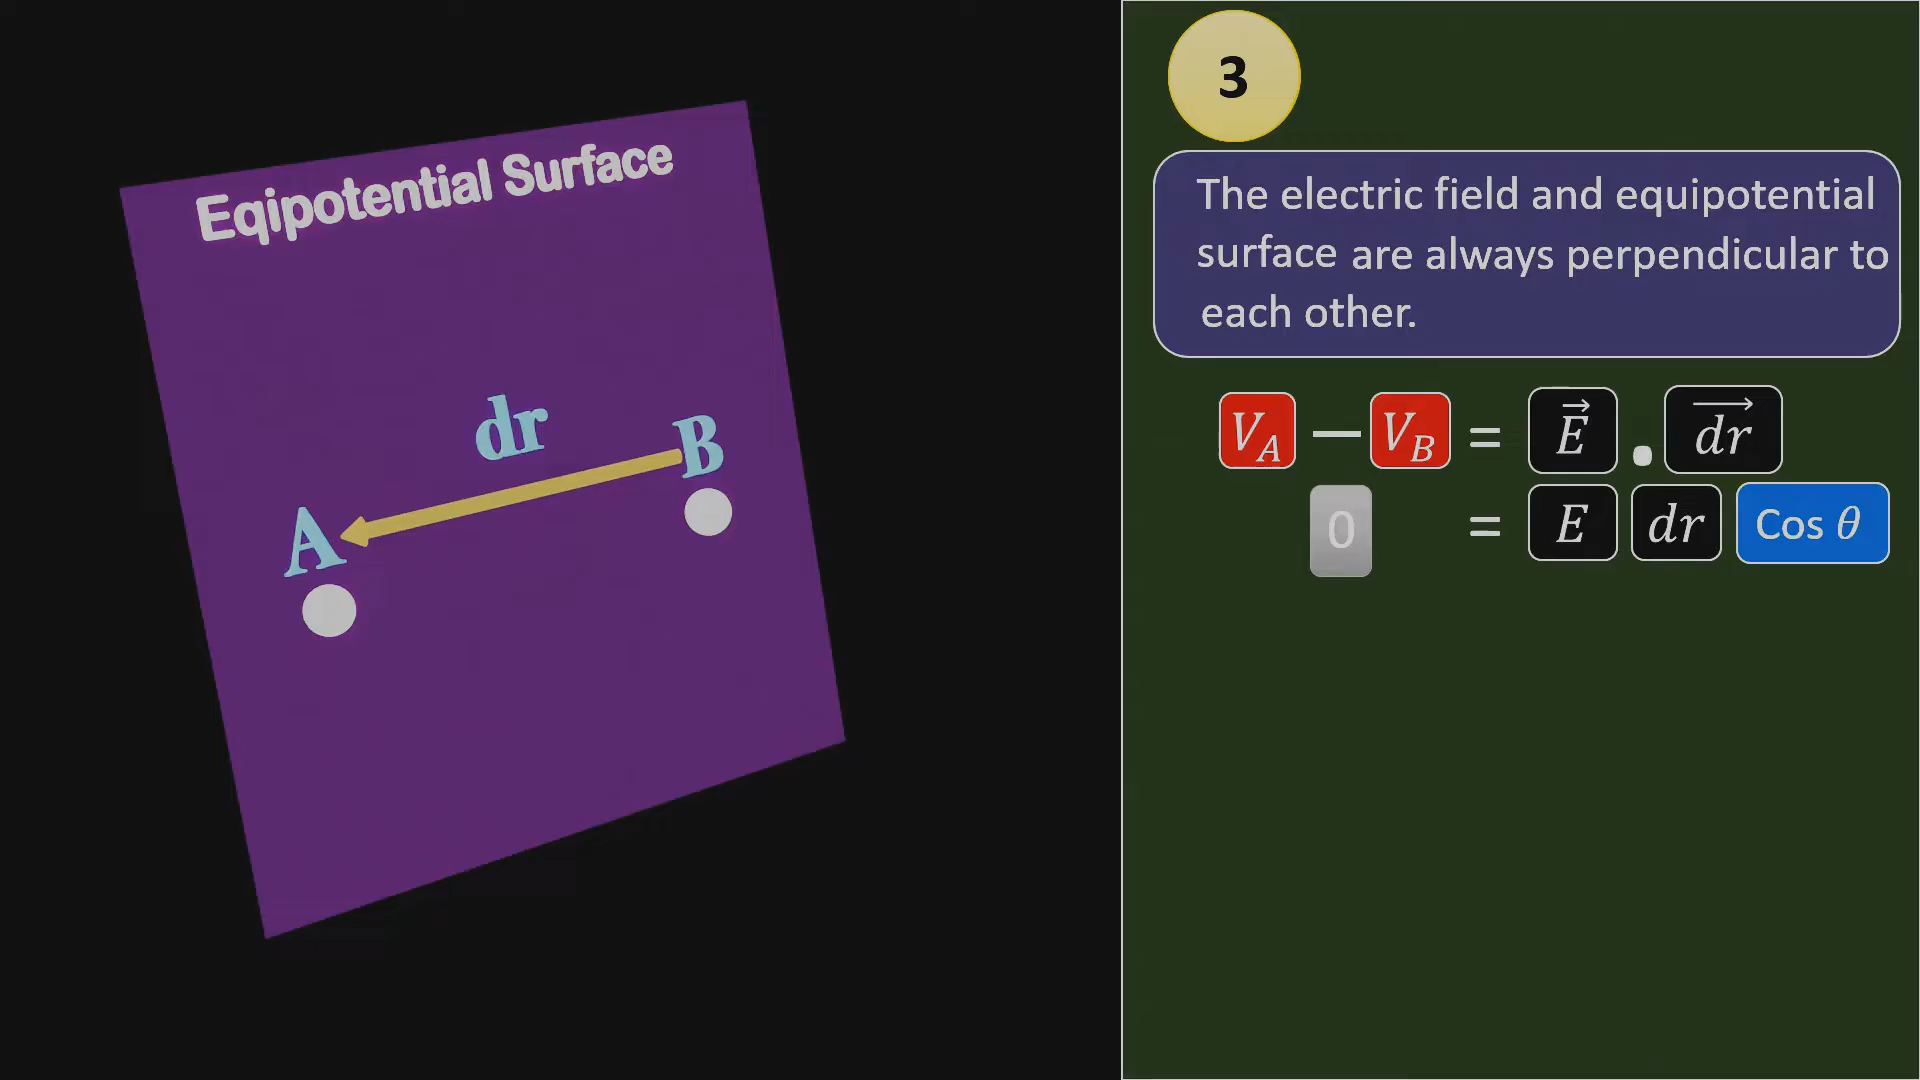 Eqipotential Surface
dr
B
A
3
The electric field and equipotential
surface are always perpendicular to
each other.
V_A − V_B = E⃗ . d⃗r
0 = E dr Cos θ